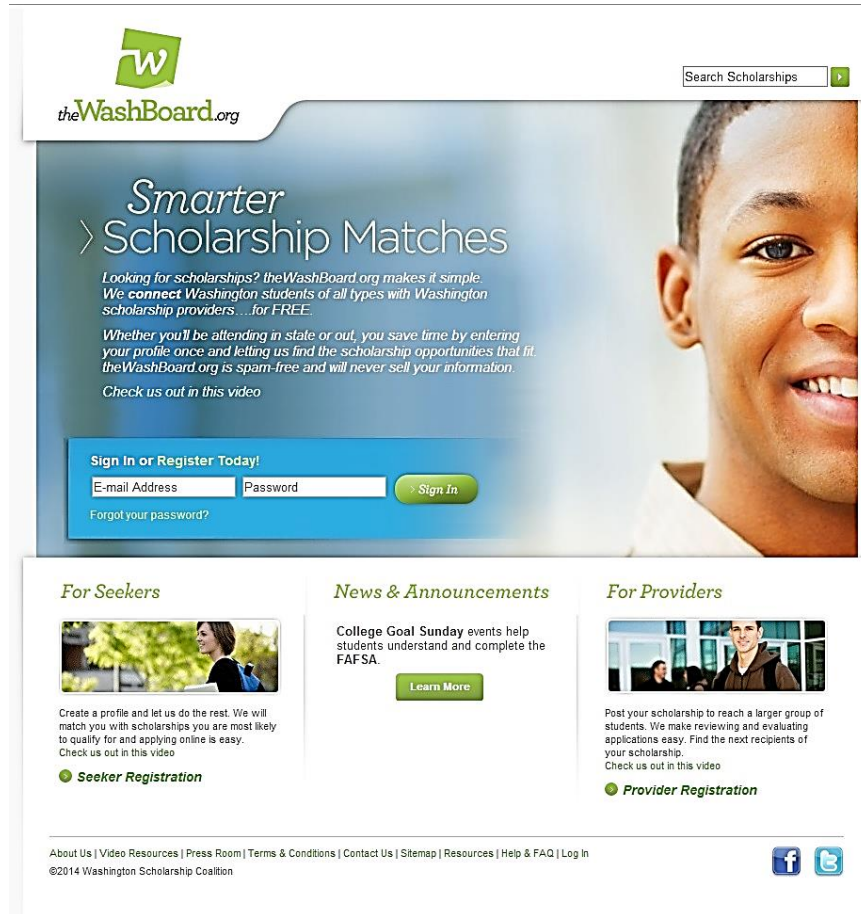 w
theWashBoard.org
Search Scholarships
Smarter
Scholarship Matches
Looking for scholarships? theWashBoard.org makes it simple.
We connect Washington students of all types with Washington
scholarship providers....for FREE.
Whether you'll be attending in state or out, you save time by entering
your profile once and letting us find the scholarship opportunities that fit.
theWashBoard.org is spam-free and will never sell your information.
Check us out in this video
Sign In or Register Today!
E-mail Address
Password
Sign In
Forgot your password?
For Seekers
Create a profile and let us do the rest. We will
match you with scholarships you are most likely
to qualify for and applying online is easy.
Check us out in this video
Seeker Registration
News & Announcements
College Goal Sunday events help
students understand and complete the
FAFSA.
Learn More
For Providers
Post your scholarship to reach a larger group of
students. We make reviewing and evaluating
applications easy. Find the next recipients of
your scholarship.
Check us out in this video
Provider Registration
About Us | Video Resources | Press Room | Terms & Conditions | Contact Us | Sitemap | Resources | Help & FAQ | Log In
©2014 Washington Scholarship Coalition